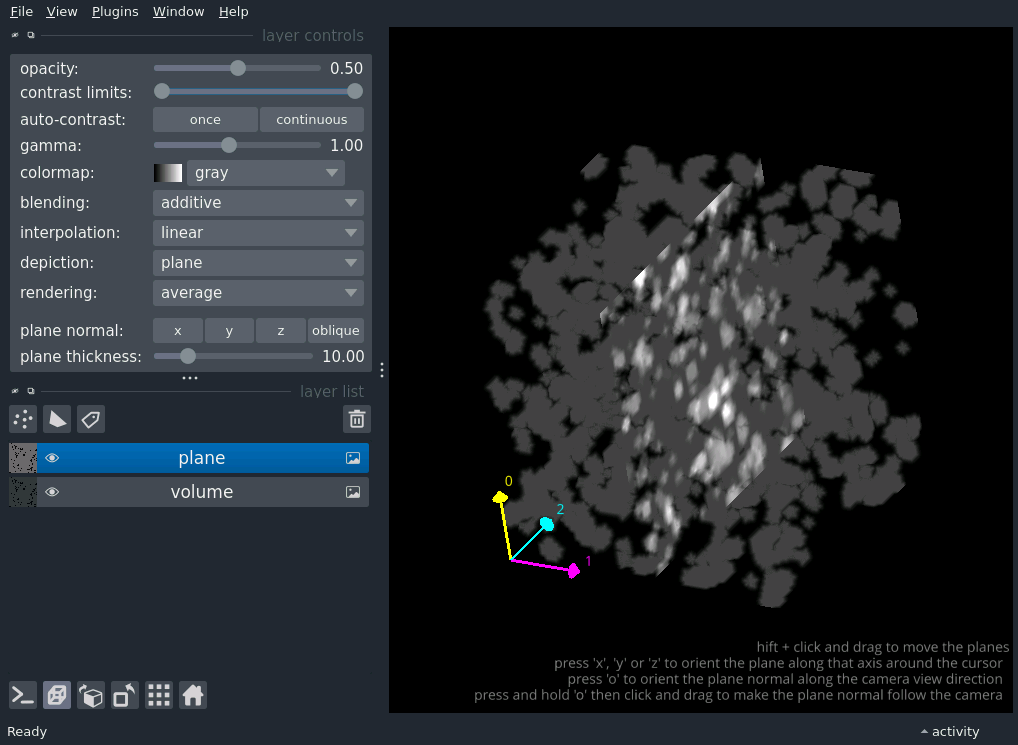 File View Plugins Window Help
layer controls
opacity: 0.50
contrast limits:
auto-contrast: once continuous
gamma: 1.00
colormap: gray
blending: additive
interpolation: linear
depiction: plane
rendering: average
plane normal: x y z oblique
plane thickness: 10.00
layer list
plane
volume
0
2
1
hift + click and drag to move the planes
press 'x', 'y' or 'z' to orient the plane along that axis around the cursor
press 'o' to orient the plane normal along the camera view direction
press and hold 'o' then click and drag to make the plane normal follow the camera
Ready activity